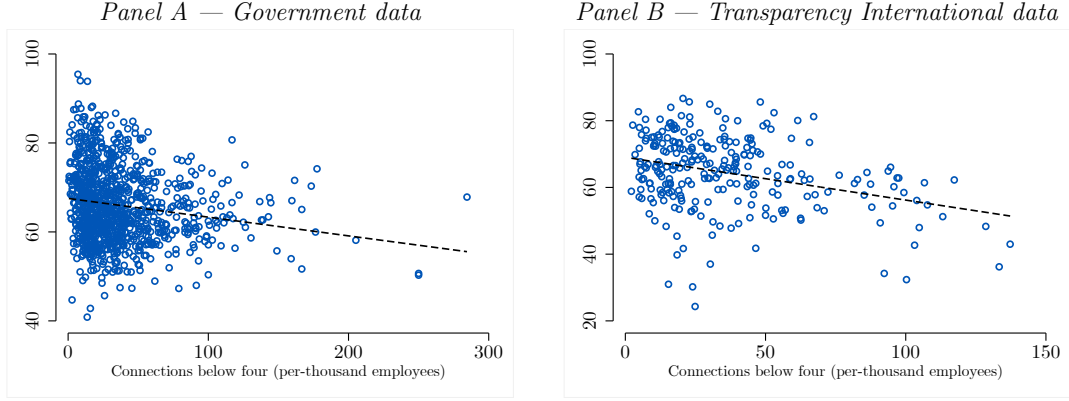 Panel A — Government data
100
80
60
40
0 100 200 300
Connections below four (per-thousand employees)
Panel B — Transparency International data
100
80
60
40
20
0 50 100 150
Connections below four (per-thousand employees)